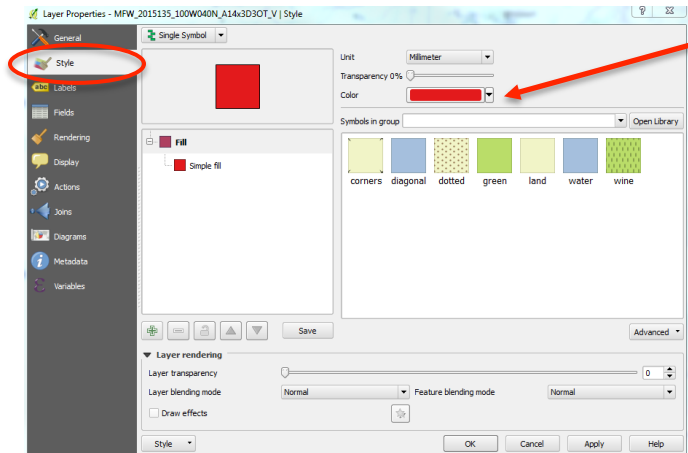 Layer Properties - MFW_2015135_100W040N_A14x3D3OT_V | Style
General
Style
abc Labels
Fields
Rendering
Display
Actions
Joins
Diagrams
Metadata
Variables
Single Symbol
Unit Millimeter
Transparency 0%
Color
Symbols in group Open Library
Fill
Simple fill
corners diagonal dotted green land water wine
Save
Advanced
Layer rendering
Layer transparency 0
Layer blending mode Normal Feature blending mode Normal
Draw effects
Style OK Cancel Apply Help